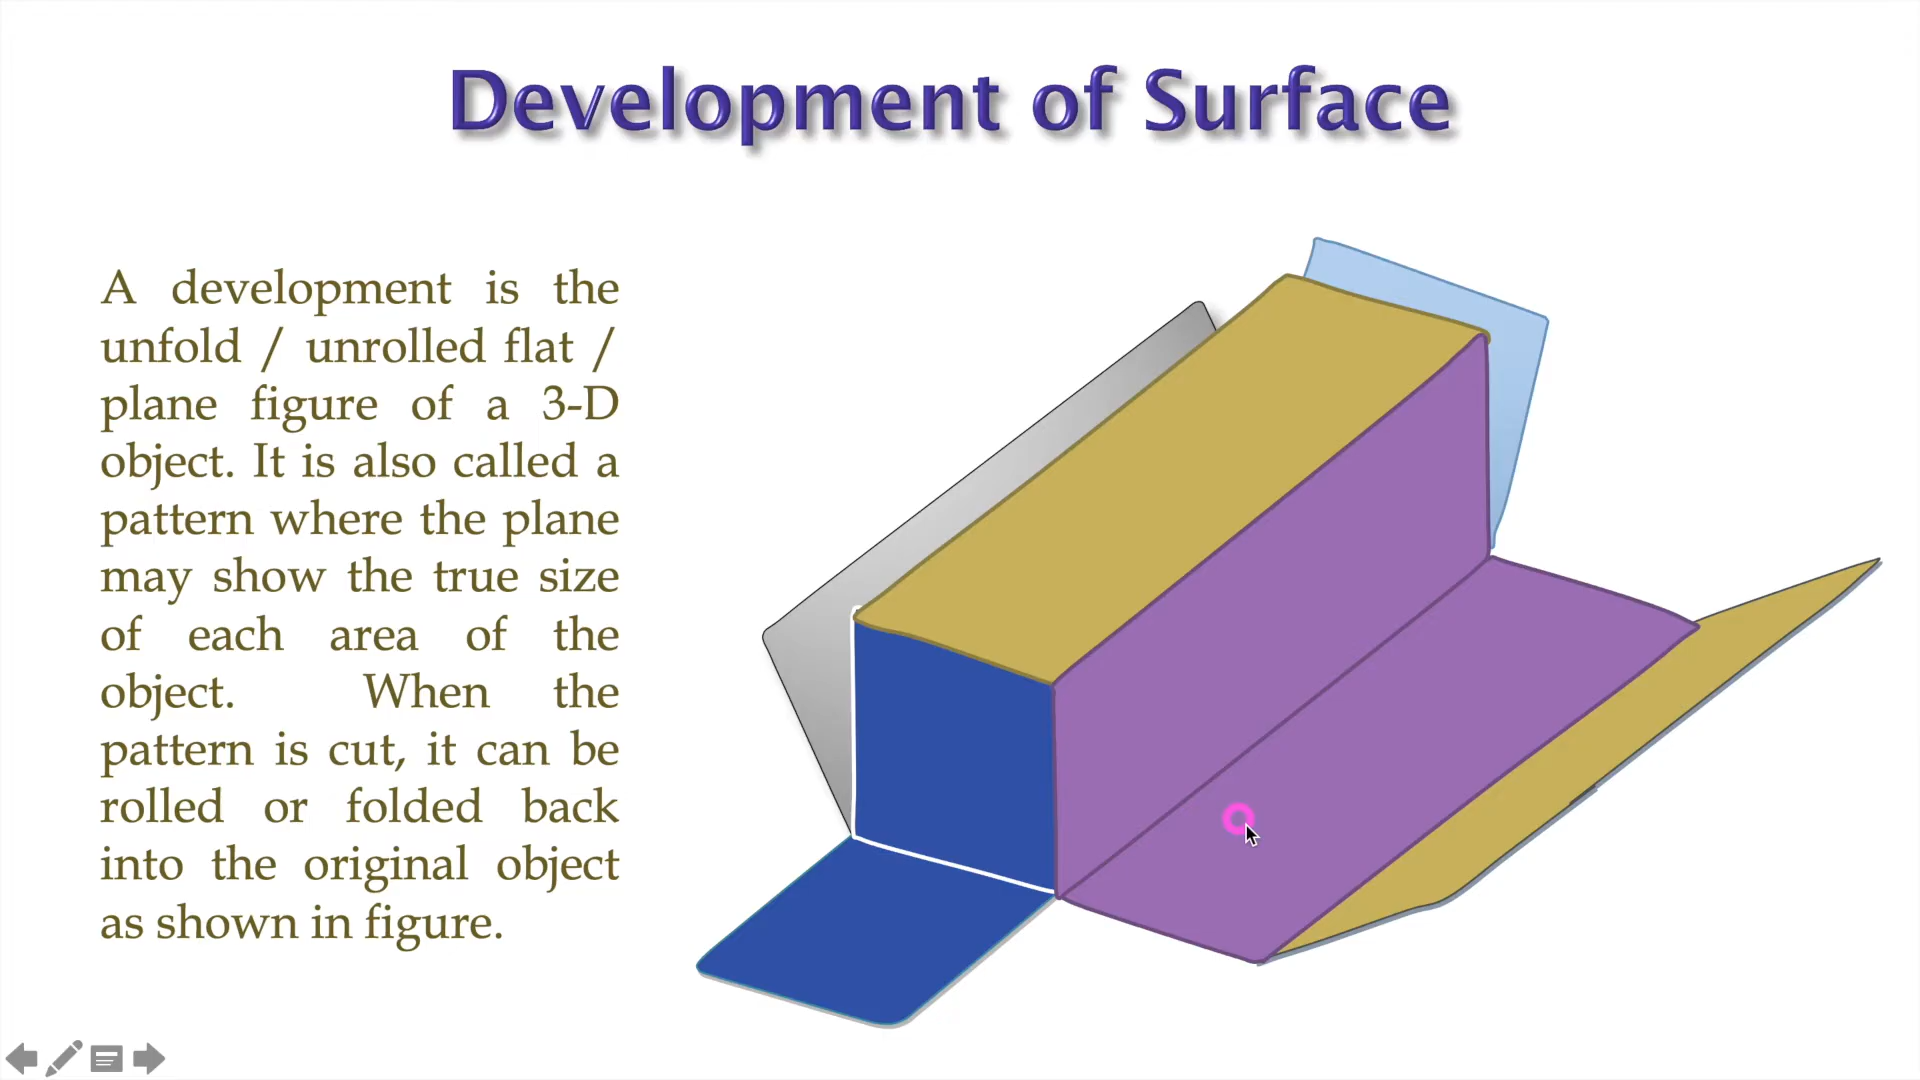 Development of Surface
A development is the
unfold / unrolled flat /
plane figure of a 3-D
object. It is also called a
pattern where the plane
may show the true size
of each area of the
object. When the
pattern is cut, it can be
rolled or folded back
into the original object
as shown in figure.